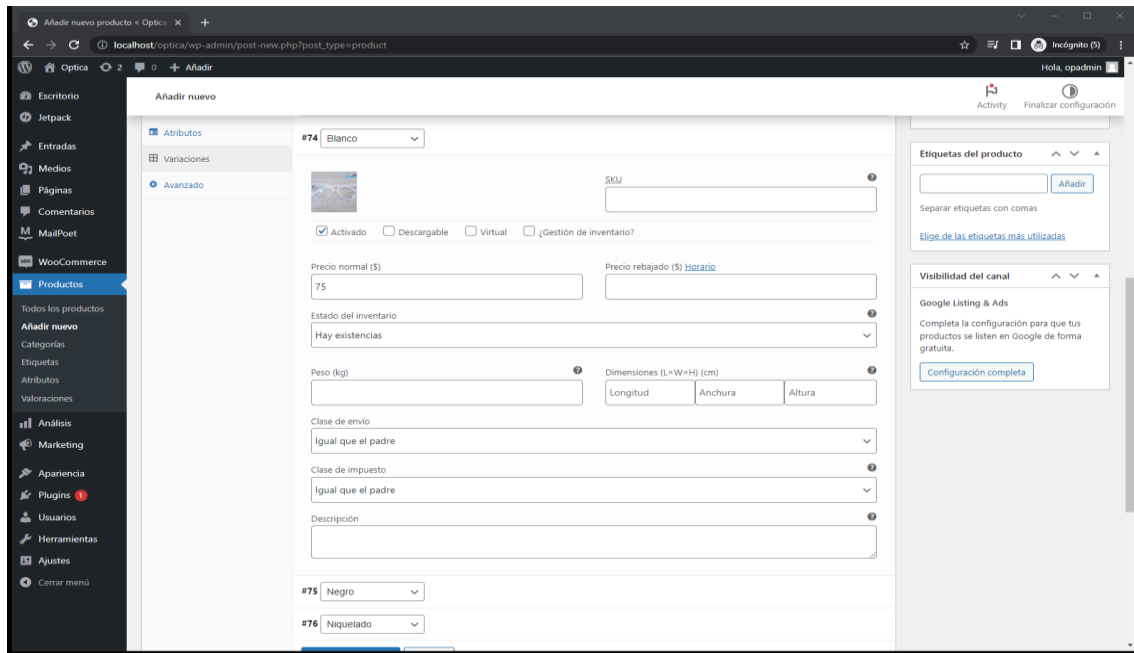 Añadir nuevo producto < Optica
localhost/optica/wp-admin/post-new.php?post_type=product
Incógnito (5)
Optica 2 0 + Añadir
Hola, opadmin
Escritorio
Jetpack
Entradas
Medios
Páginas
Comentarios
MailPoet
WooCommerce
Productos
Todos los productos
Añadir nuevo
Categorías
Etiquetas
Atributos
Valoraciones
Análisis
Marketing
Apariencia
Plugins 1
Usuarios
Herramientas
Ajustes
Cerrar menú
Añadir nuevo
Activity
Finalizar configuración
Atributos
Variaciones
Avanzado
#74 Blanco
SKU
Activado Descargable Virtual ¿Gestión de inventario?
Precio normal ($)
75
Precio rebajado ($) Horario
Estado del inventario
Hay existencias
Peso (kg)
Dimensiones (L×W×H) (cm)
Longitud Anchura Altura
Clase de envío
Igual que el padre
Clase de impuesto
Igual que el padre
Descripción
#75 Negro
#76 Niquelado
Etiquetas del producto
Añadir
Separar etiquetas con comas
Elige de las etiquetas más utilizadas
Visibilidad del canal
Google Listing & Ads
Completa la configuración para que tus
productos se listen en Google de forma
gratuita.
Configuración completa